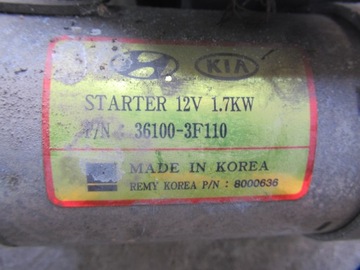 KIA
STARTER 12V 1.7KW
P/N : 36100-3F110
MADE IN KOREA
REMY KOREA P/N : 8000636